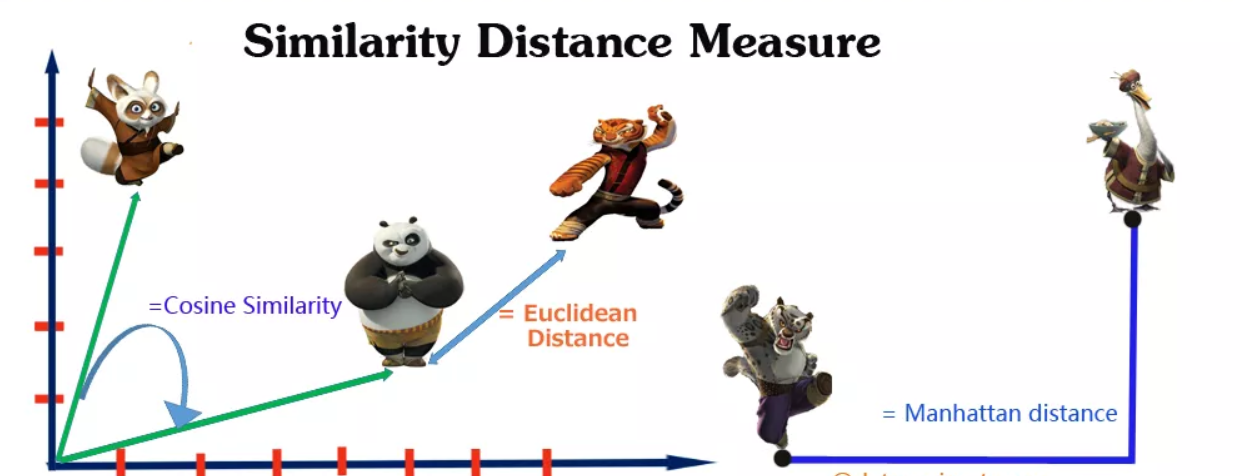 Similarity Distance Measure
=Cosine Similarity
= Euclidean
Distance
= Manhattan distance